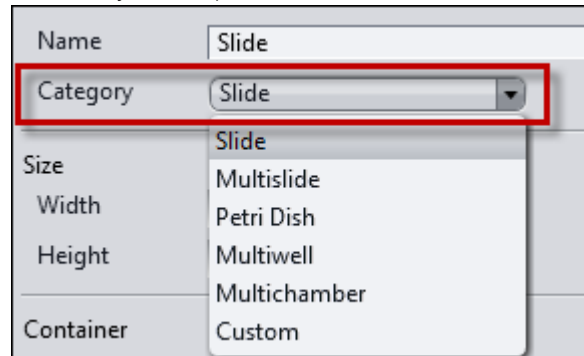 Name Slide
Category Slide
Slide
Size
Multislide
Width
Petri Dish
Height Multiwell
Multichamber
Container Custom